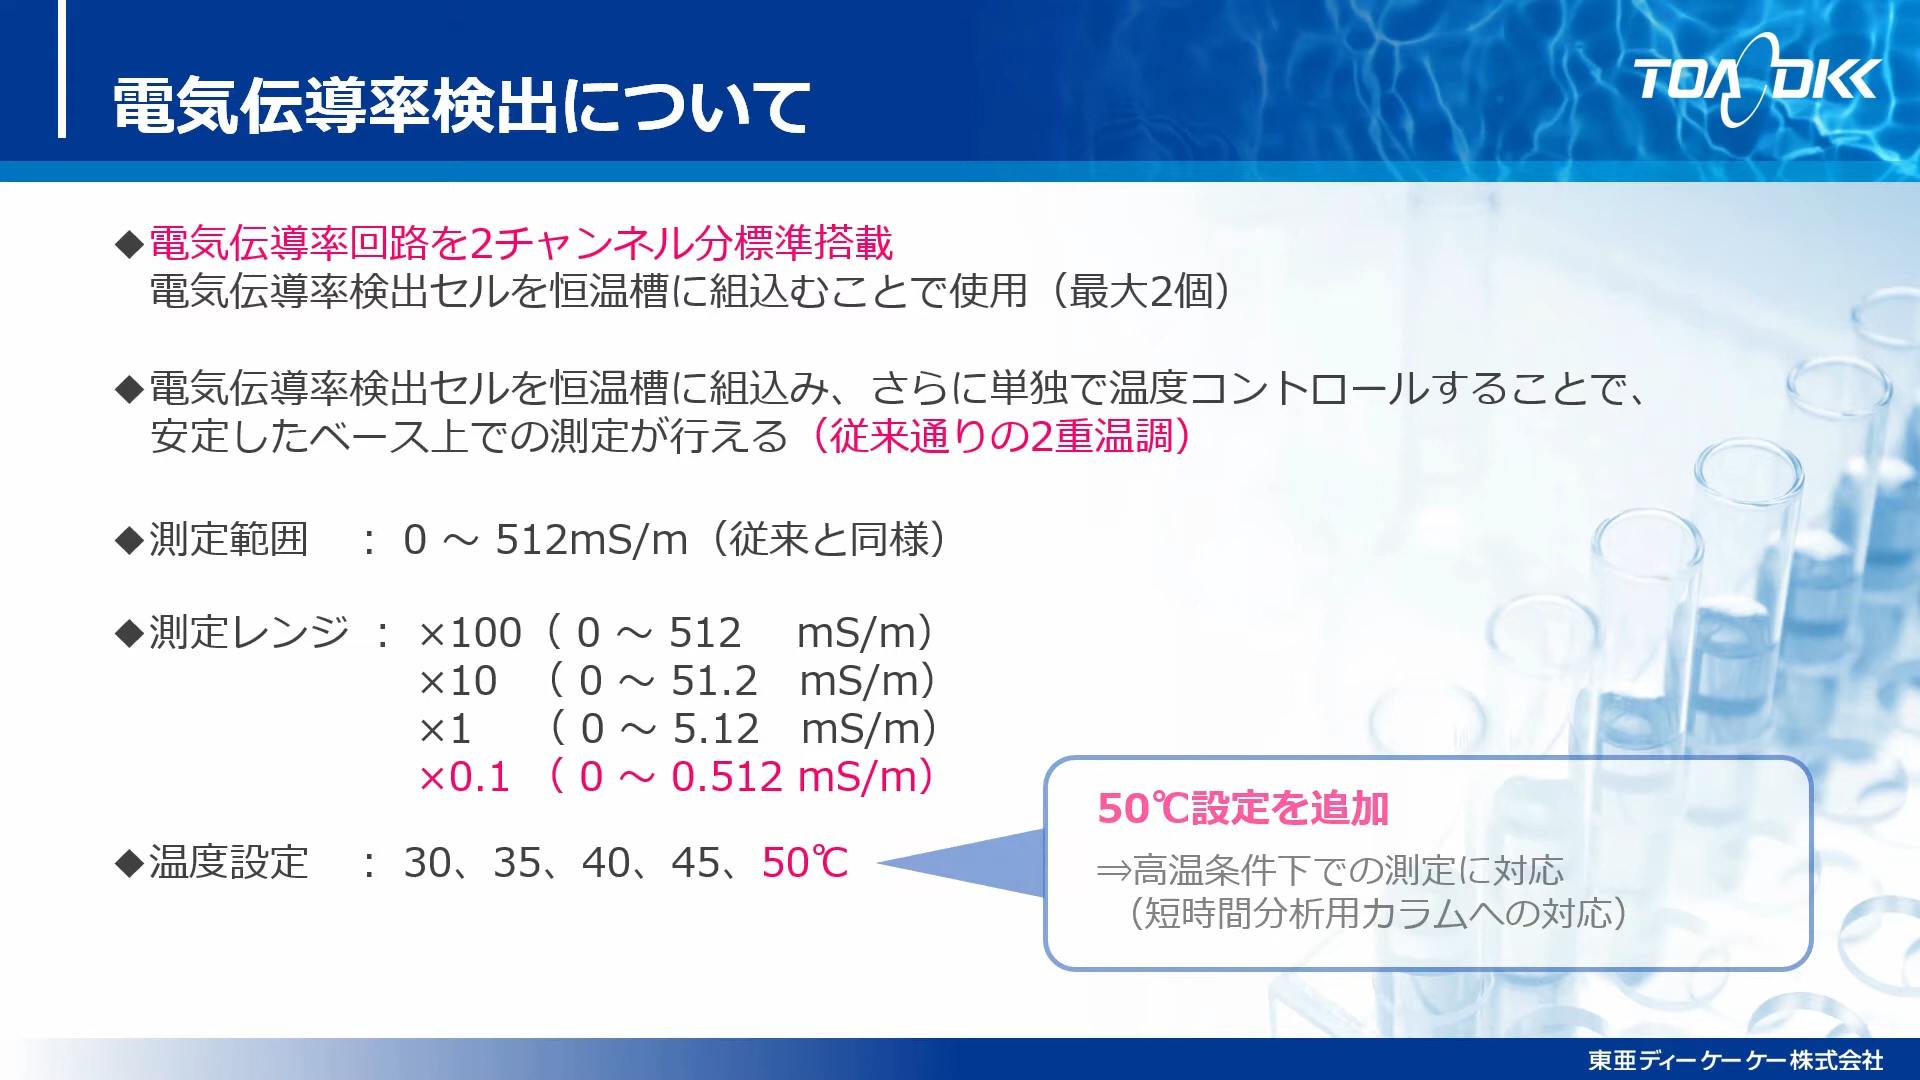 電気伝導率検出について
TOA DKK
◆電気伝導率回路を2チャンネル分標準搭載
電気伝導率検出セルを恒温槽に組込むことで使用（最大2個）
◆電気伝導率検出セルを恒温槽に組込み、さらに単独で温度コントロールすることで、
安定したベース上での測定が行える（従来通りの2重温調）
◆測定範囲 ： 0 ～ 512mS/m（従来と同様）
◆測定レンジ ： ×100（ 0 ～ 512 mS/m）
×10 （ 0 ～ 51.2 mS/m）
×1 （ 0 ～ 5.12 mS/m）
×0.1 （ 0 ～ 0.512 mS/m）
◆温度設定 ： 30、35、40、45、50℃
50℃設定を追加
⇒高温条件下での測定に対応
（短時間分析用カラムへの対応）
東亜ディーケーケー株式会社